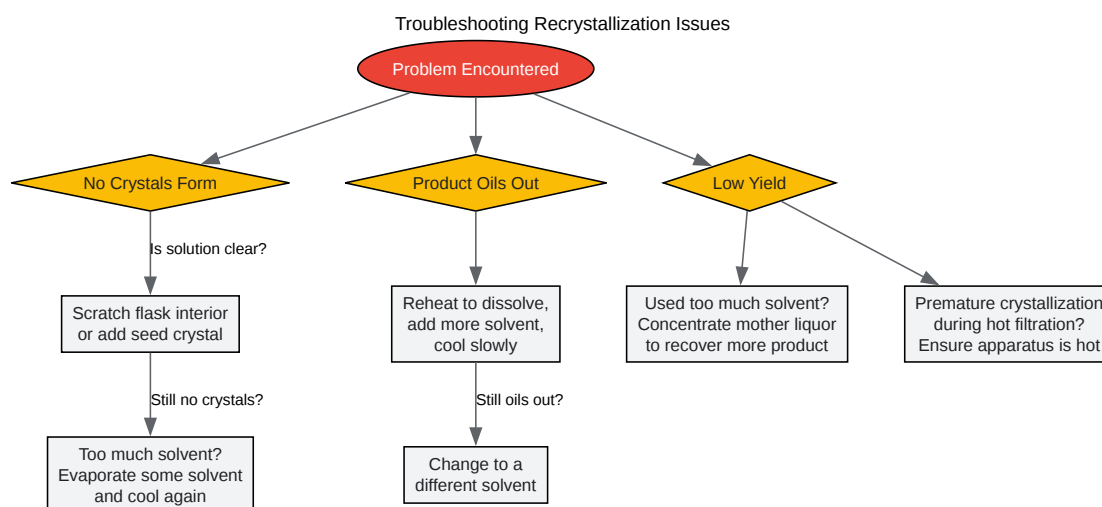 Troubleshooting Recrystallization Issues
Problem Encountered
No Crystals Form
Product Oils Out
Low Yield
Is solution clear?
Scratch flask interior
or add seed crystal
Reheat to dissolve,
add more solvent,
cool slowly
Used too much solvent?
Concentrate mother liquor
to recover more product
Premature crystallization
during hot filtration?
Ensure apparatus is hot
Still no crystals?
Still oils out?
Too much solvent?
Evaporate some solvent
and cool again
Change to a
different solvent